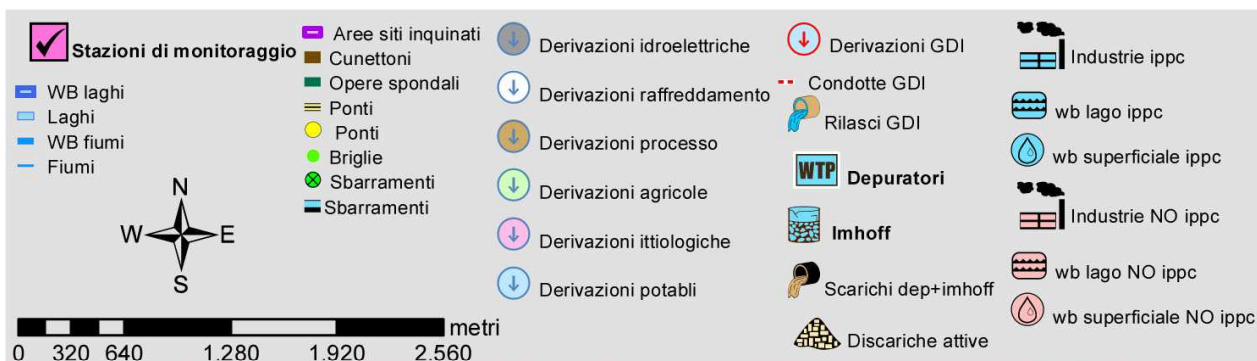 Stazioni di monitoraggio
WB laghi
Laghi
WB fiumi
Fiumi
N
W E
S
metri
0 320 640 1.280 1.920 2.560
Aree siti inquinati
Cunettoni
Opere spondali
Ponti
Ponti
Briglie
Sbarramenti
Sbarramenti
Derivazioni idroelettriche
Derivazioni raffreddamento
Derivazioni processo
Derivazioni agricole
Derivazioni ittiologiche
Derivazioni potabli
Derivazioni GDI
Condotte GDI
Rilasci GDI
WTP Depuratori
Imhoff
Scarichi dep+imhoff
Discariche attive
Industrie ippc
wb lago ippc
wb superficiale ippc
Industrie NO ippc
wb lago NO ippc
wb superficiale NO ippc